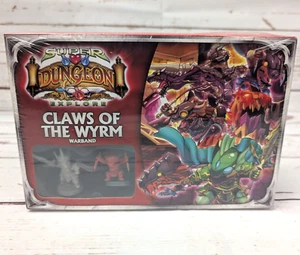 SUPER
DUNGEON
EXPLORE
CLAWS
OF THE WYRM
WARBAND